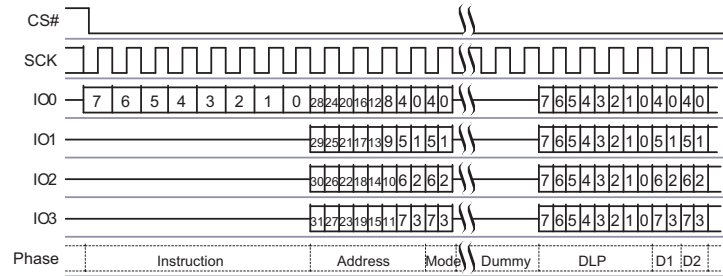 CS#
SCK
IO0 7 6 5 4 3 2 1 0 28 24 20 16 12 8 4 0 4 0 7 6 5 4 3 2 1 0 4 0 4 0
IO1 29 25 21 17 13 9 5 1 5 1 7 6 5 4 3 2 1 0 5 1 5 1
IO2 30 26 22 18 14 10 6 2 6 2 7 6 5 4 3 2 1 0 6 2 6 2
IO3 31 27 23 19 15 11 7 3 7 3 7 6 5 4 3 2 1 0 7 3 7 3
Phase Instruction Address Mode Dummy DLP D1 D2